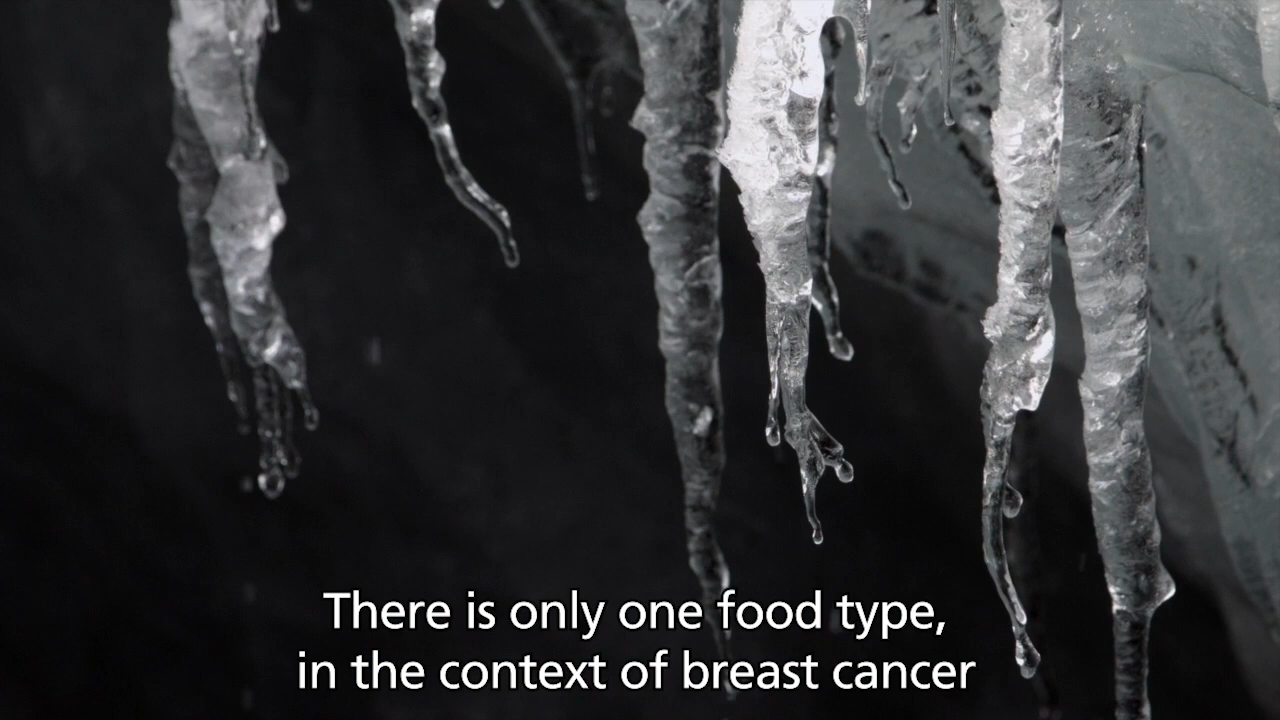 There is only one food type,
in the context of breast cancer